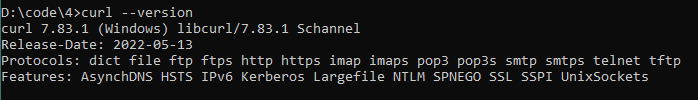 D:\code\4>curl --version
curl 7.83.1 (Windows) libcurl/7.83.1 Schannel
Release-Date: 2022-05-13
Protocols: dict file ftp ftps http https imap imaps pop3 pop3s smtp smtps telnet tftp
Features: AsynchDNS HSTS IPv6 Kerberos Largefile NTLM SPNEGO SSL SSPI UnixSockets